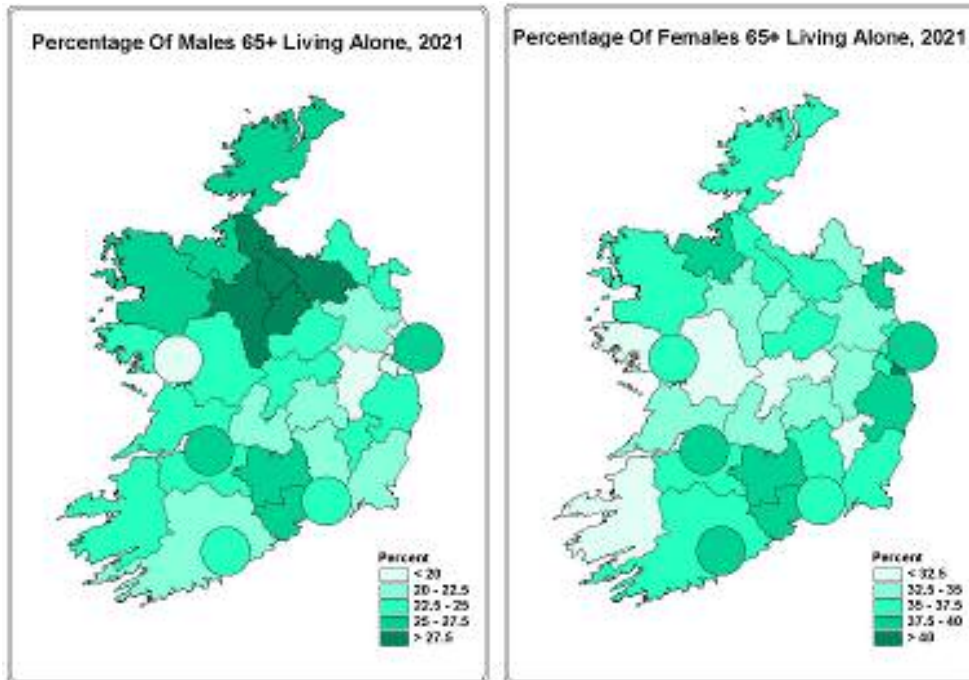 Percentage Of Males 65+ Living Alone, 2021
Percent
< 20
20 - 22.5
22.5 - 25
25 - 27.5
> 27.5
Percentage Of Females 65+ Living Alone, 2021
Percent
< 32.5
32.5 - 35
35 - 37.5
37.5 - 40
> 40